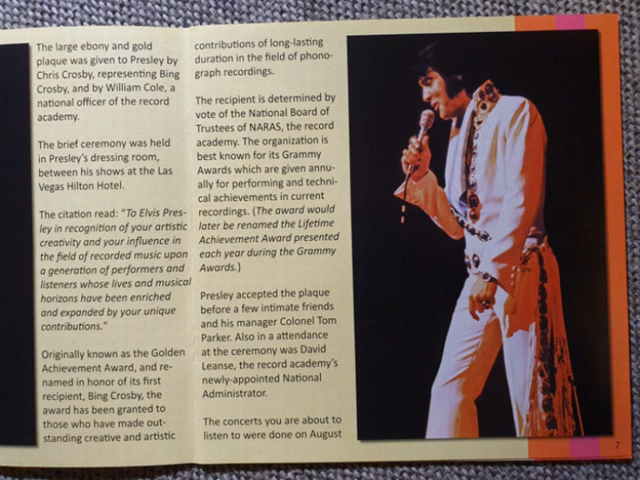 The large ebony and gold
plaque was given to Presley by
Chris Crosby, representing Bing
Crosby, and by William Cole, a
national officer of the record
academy.
The brief ceremony was held
in Presley's dressing room,
between his shows at the Las
Vegas Hilton Hotel.
The citation read: "To Elvis Pres-
ley in recognition of your artistic
creativity and your influence in
the field of recorded music upon
a generation of performers and
listeners whose lives and musical
horizons have been enriched
and expanded by your unique
contributions."
Originally known as the Golden
Achievement Award, and re-
named in honor of its first
recipient, Bing Crosby, the
award has been granted to
those who have made out-
standing creative and artistic
contributions of long-lasting
duration in the field of phono-
graph recordings.
The recipient is determined by
vote of the National Board of
Trustees of NARAS, the record
academy. The organization is
best known for its Grammy
Awards which are given annu-
ally for performing and techni-
cal achievements in current
recordings. (The award would
later be renamed the Lifetime
Achievement Award presented
each year during the Grammy
Awards.)
Presley accepted the plaque
before a few intimate friends
and his manager Colonel Tom
Parker. Also in a attendance
at the ceremony was David
Leanse, the record academy's
newly-appointed National
Administrator.
The concerts you are about to
listen to were done on August
7